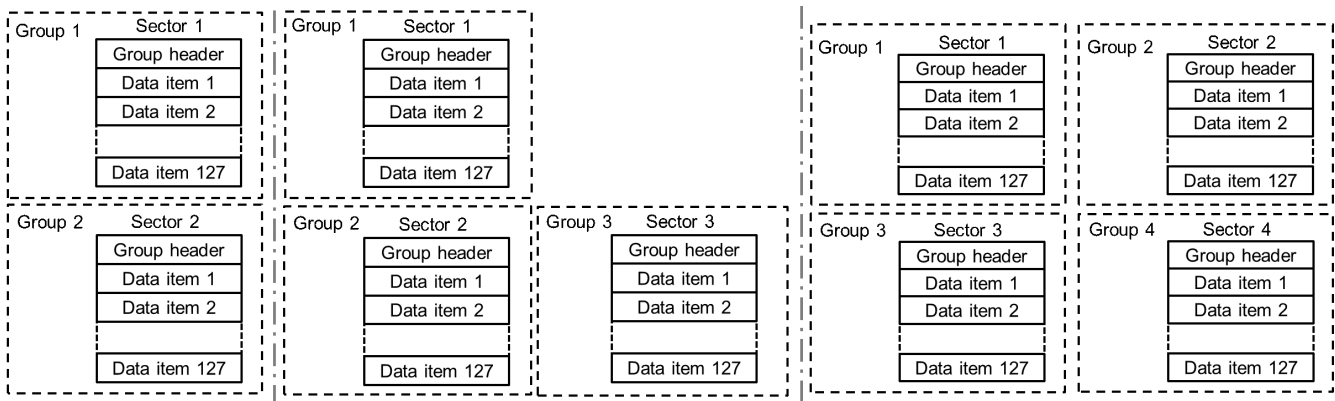 Group 1
Sector 1
Group header
Data item 1
Data item 2
Data item 127
Group 2
Sector 2
Group header
Data item 1
Data item 2
Data item 127
Group 1
Sector 1
Group header
Data item 1
Data item 2
Data item 127
Group 2
Sector 2
Group header
Data item 1
Data item 2
Data item 127
Group 3
Sector 3
Group header
Data item 1
Data item 2
Data item 127
Group 1
Sector 1
Group header
Data item 1
Data item 2
Data item 127
Group 2
Sector 2
Group header
Data item 1
Data item 2
Data item 127
Group 3
Sector 3
Group header
Data item 1
Data item 2
Data item 127
Group 4
Sector 4
Group header
Data item 1
Data item 2
Data item 127